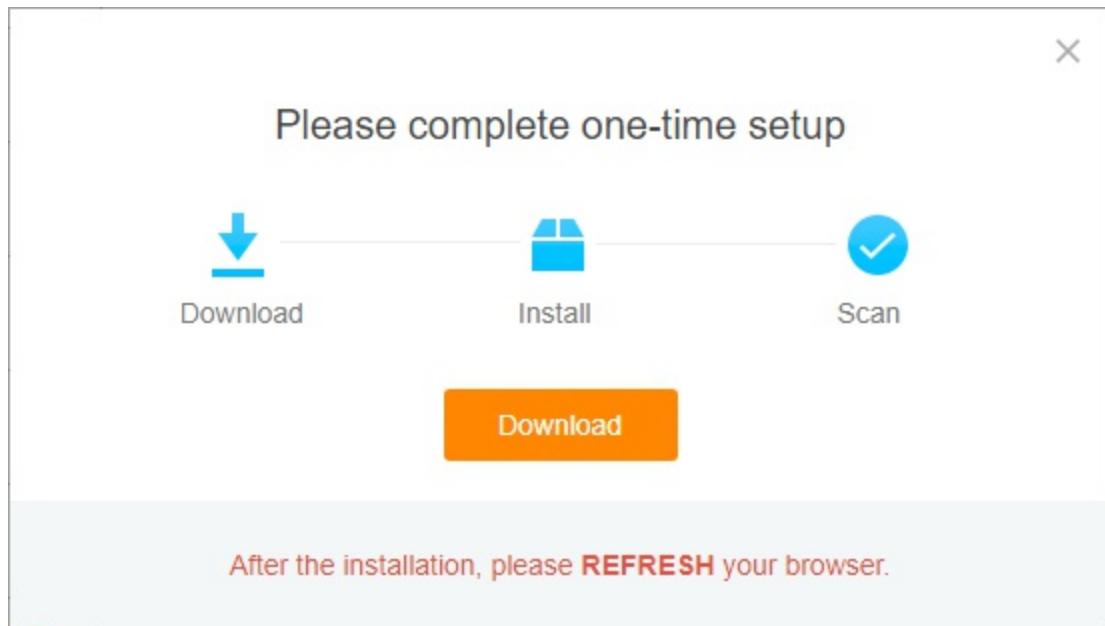 Please complete one-time setup
Download
Install
Scan
Download
After the installation, please REFRESH your browser.